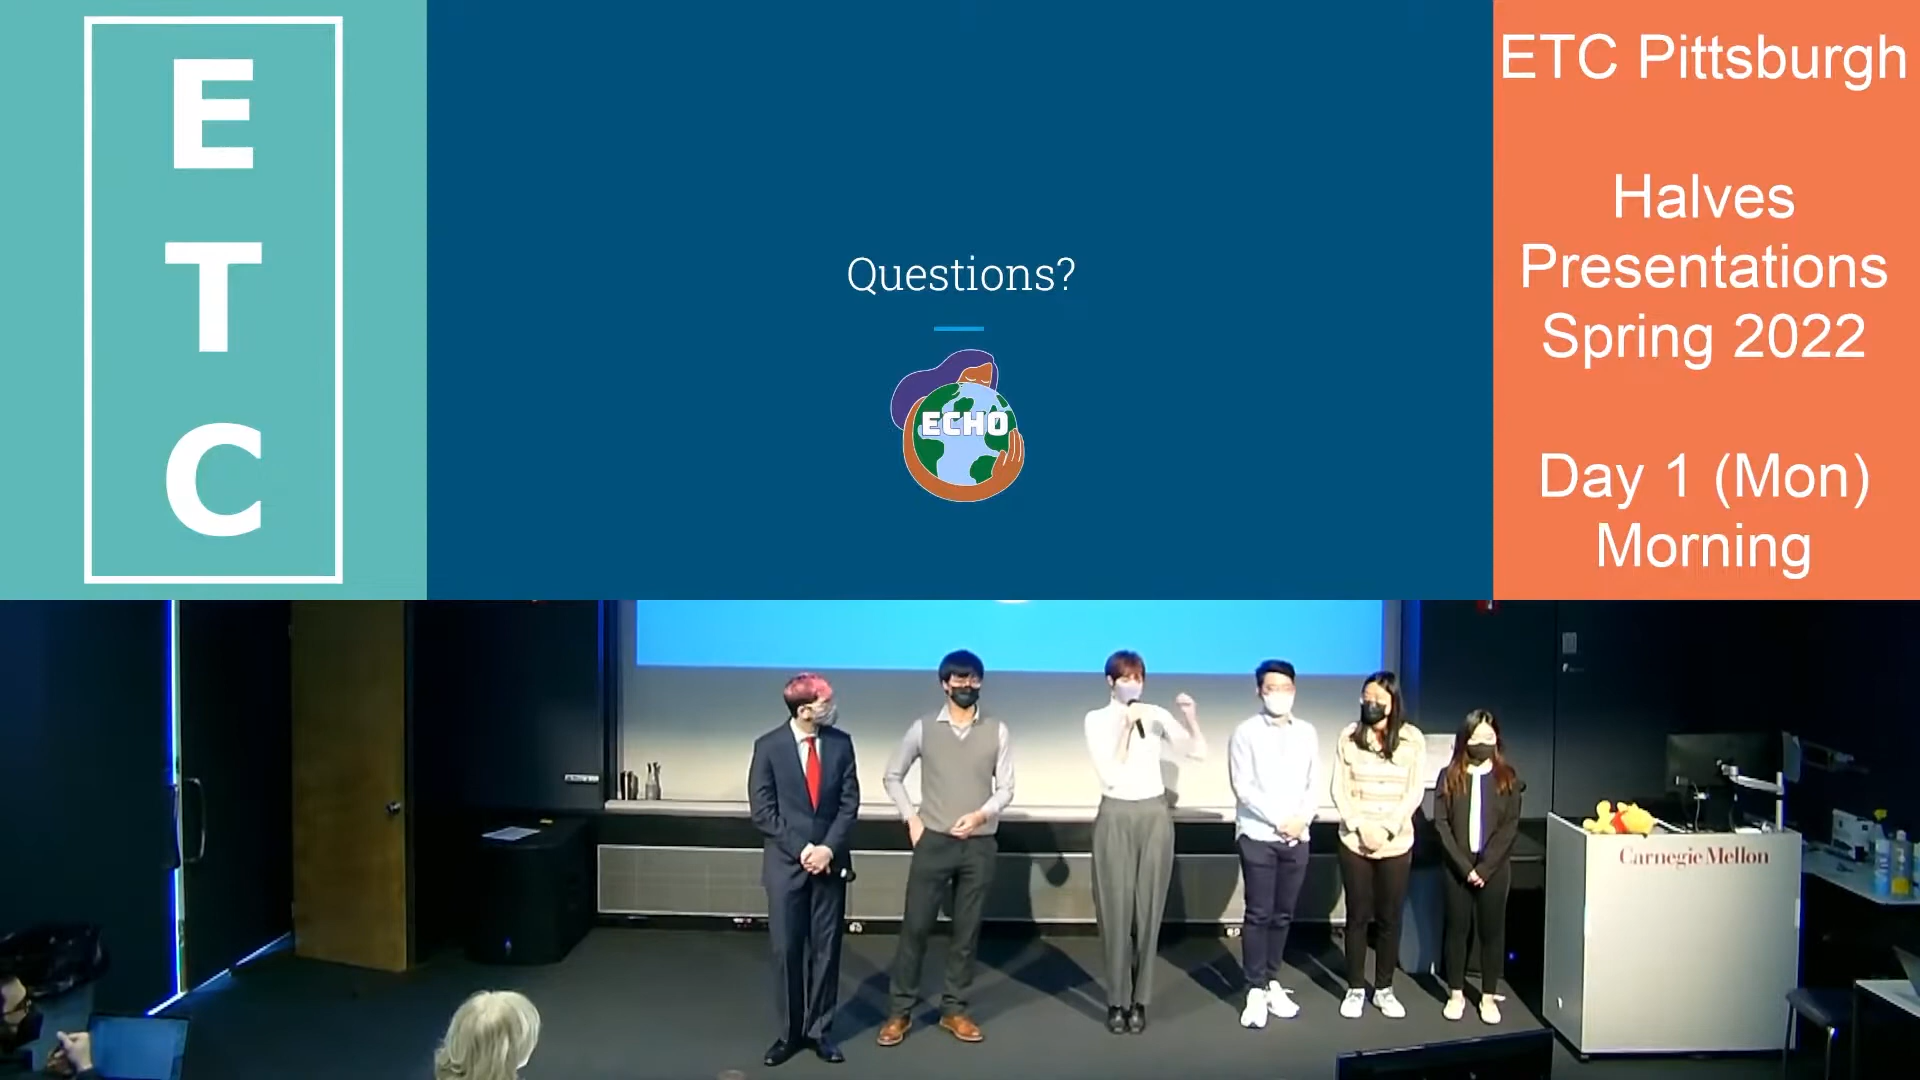 E
T
C
Questions?
ECHO
ETC Pittsburgh
Halves
Presentations
Spring 2022
Day 1 (Mon)
Morning
Carnegie Mellon